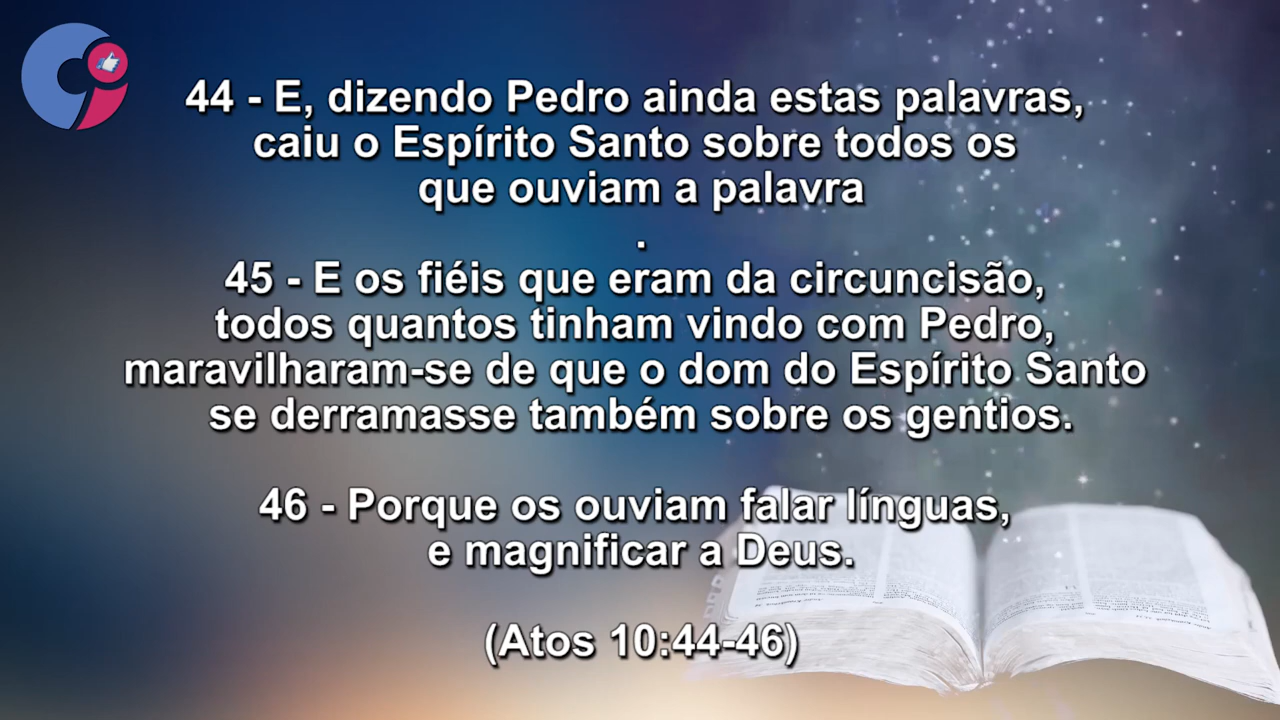 44 - E, dizendo Pedro ainda estas palavras,
caiu o Espírito Santo sobre todos os
que ouviam a palavra
.
45 - E os fiéis que eram da circuncisão,
todos quantos tinham vindo com Pedro,
maravilharam-se de que o dom do Espírito Santo
se derramasse também sobre os gentios.
46 - Porque os ouviam falar línguas,
e magnificar a Deus.
(Atos 10:44-46)